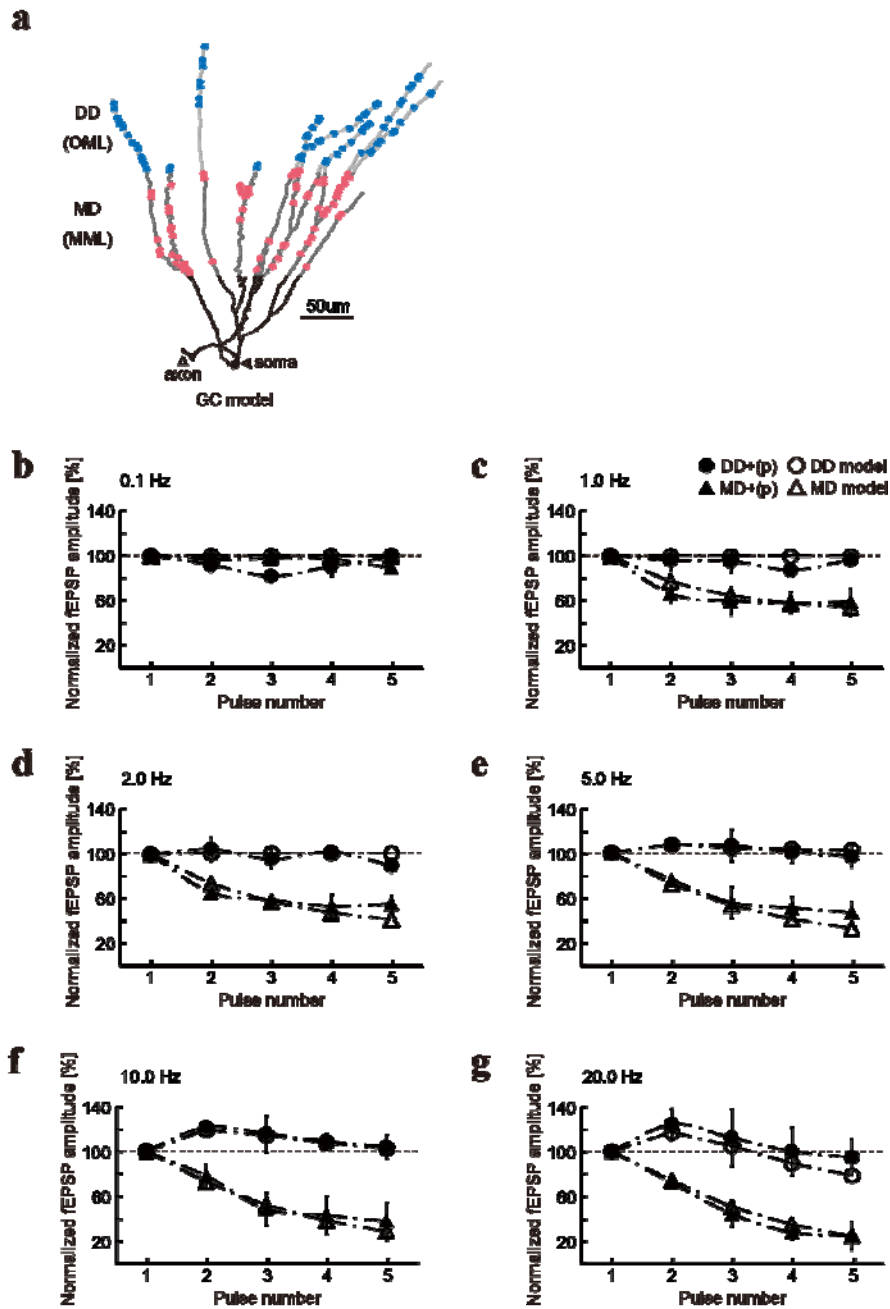 a
DD
(OML)
MD
(MML)
50um
axon
soma
GC model
b
0.1 Hz
Normalized fEPSP amplitude [%]
140
100
60
20
1 2 3 4 5
Pulse number
c
1.0 Hz
DD+(p) DD model
MD+(p) MD model
Normalized fEPSP amplitude [%]
140
100
60
20
1 2 3 4 5
Pulse number
d
2.0 Hz
Normalized fEPSP amplitude [%]
140
100
60
20
1 2 3 4 5
Pulse number
e
5.0 Hz
Normalized fEPSP amplitude [%]
140
100
60
20
1 2 3 4 5
Pulse number
f
10.0 Hz
Normalized fEPSP amplitude [%]
140
100
60
20
1 2 3 4 5
Pulse number
g
20.0 Hz
Normalized fEPSP amplitude [%]
140
100
60
20
1 2 3 4 5
Pulse number